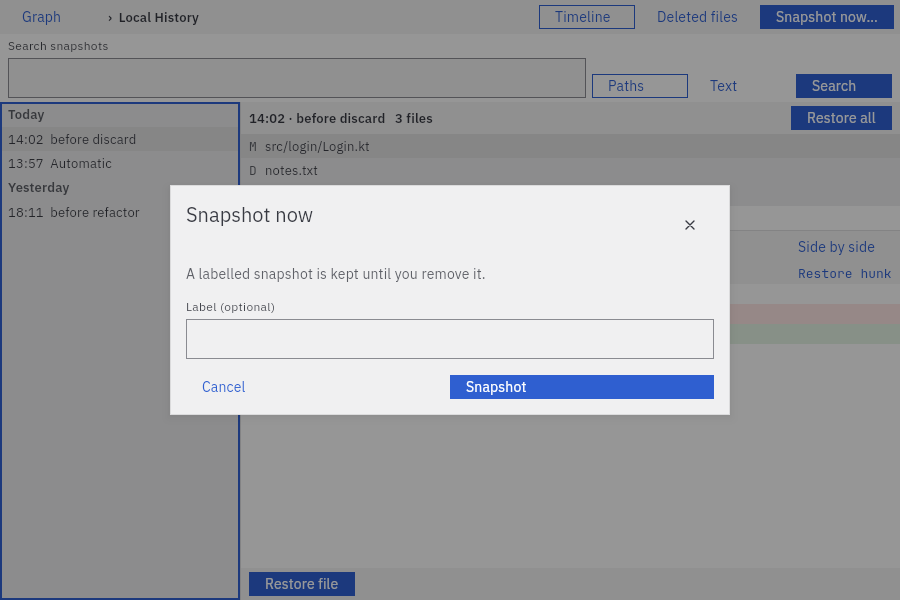 Graph › Local History Timeline Deleted files Snapshot now...
Search snapshots
Paths Text Search
Today
14:02 before discard
13:57 Automatic
Yesterday
18:11 before refactor
14:02 · before discard 3 files Restore all
M src/login/Login.kt
D notes.txt
Side by side
Restore hunk
Snapshot now
×
A labelled snapshot is kept until you remove it.
Label (optional)
Cancel Snapshot
Restore file